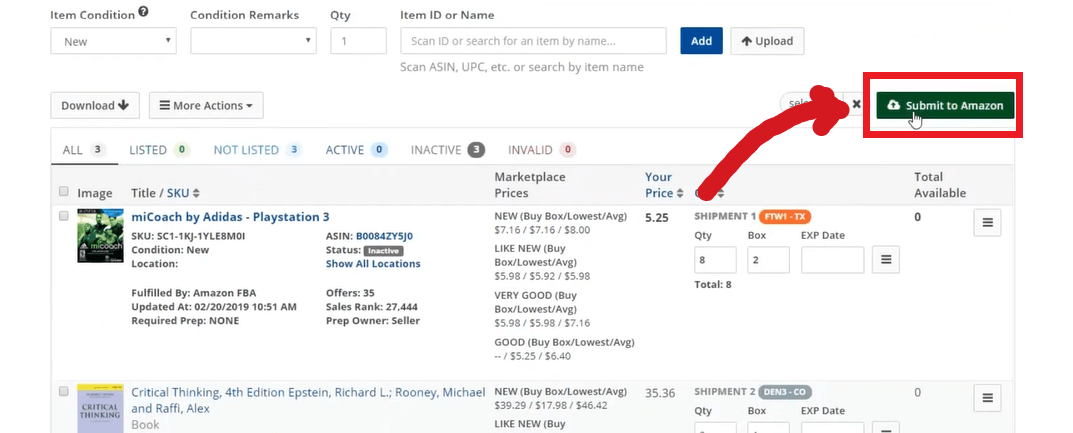 Item Condition ? Condition Remarks Qty Item ID or Name
New 1 Scan ID or search for an item by name... Add Upload
Scan ASIN, UPC, etc. or search by item name
Download More Actions Submit to Amazon
ALL 3 LISTED 0 NOT LISTED 3 ACTIVE 0 INACTIVE 3 INVALID 0
Image Title / SKU Marketplace Prices Your Price Total Available
miCoach by Adidas - Playstation 3
SKU: SC1-1KJ-1YLE8M0I ASIN: B0084ZY5J0
Condition: New Status: Inactive
Location: Show All Locations
Fulfilled By: Amazon FBA Offers: 35
Updated At: 02/20/2019 10:51 AM Sales Rank: 27,444
Required Prep: NONE Prep Owner: Seller
NEW (Buy Box/Lowest/Avg)
$7.16 / $7.16 / $8.00
LIKE NEW (Buy
Box/Lowest/Avg)
$5.98 / $5.92 / $5.98
VERY GOOD (Buy
Box/Lowest/Avg)
$5.98 / $5.98 / $7.16
GOOD (Buy Box/Lowest/Avg)
-- / $5.25 / $6.40
5.25
SHIPMENT 1 FTW1 - TX
Qty Box EXP Date
8 2
Total: 8
0
CRITICAL
THINKING
Critical Thinking, 4th Edition Epstein, Richard L.; Rooney, Michael
and Raffi, Alex
Book
NEW (Buy Box/Lowest/Avg)
$39.29 / $17.98 / $46.42
LIKE NEW (Buy
35.36
SHIPMENT 2 DEN3 - CO
Qty Box EXP Date
0